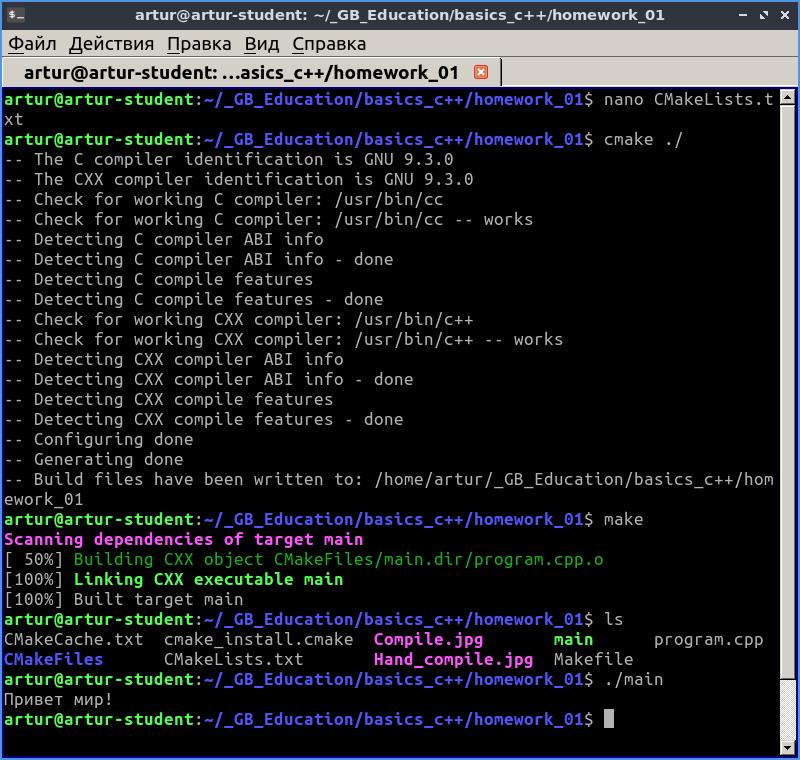 artur@artur-student: ~/_GB_Education/basics_c++/homework_01
Файл Действия Правка Вид Справка
artur@artur-student: ...asics_c++/homework_01
artur@artur-student:~/_GB_Education/basics_c++/homework_01$ nano CMakeLists.t
xt
artur@artur-student:~/_GB_Education/basics_c++/homework_01$ cmake ./
-- The C compiler identification is GNU 9.3.0
-- The CXX compiler identification is GNU 9.3.0
-- Check for working C compiler: /usr/bin/cc
-- Check for working C compiler: /usr/bin/cc -- works
-- Detecting C compiler ABI info
-- Detecting C compiler ABI info - done
-- Detecting C compile features
-- Detecting C compile features - done
-- Check for working CXX compiler: /usr/bin/c++
-- Check for working CXX compiler: /usr/bin/c++ -- works
-- Detecting CXX compiler ABI info
-- Detecting CXX compiler ABI info - done
-- Detecting CXX compile features
-- Detecting CXX compile features - done
-- Configuring done
-- Generating done
-- Build files have been written to: /home/artur/_GB_Education/basics_c++/hom
ework_01
artur@artur-student:~/_GB_Education/basics_c++/homework_01$ make
Scanning dependencies of target main
[ 50%] Building CXX object CMakeFiles/main.dir/program.cpp.o
[100%] Linking CXX executable main
[100%] Built target main
artur@artur-student:~/_GB_Education/basics_c++/homework_01$ ls
CMakeCache.txt cmake_install.cmake Compile.jpg main program.cpp
CMakeFiles CMakeLists.txt Hand_compile.jpg Makefile
artur@artur-student:~/_GB_Education/basics_c++/homework_01$ ./main
Привет мир!
artur@artur-student:~/_GB_Education/basics_c++/homework_01$